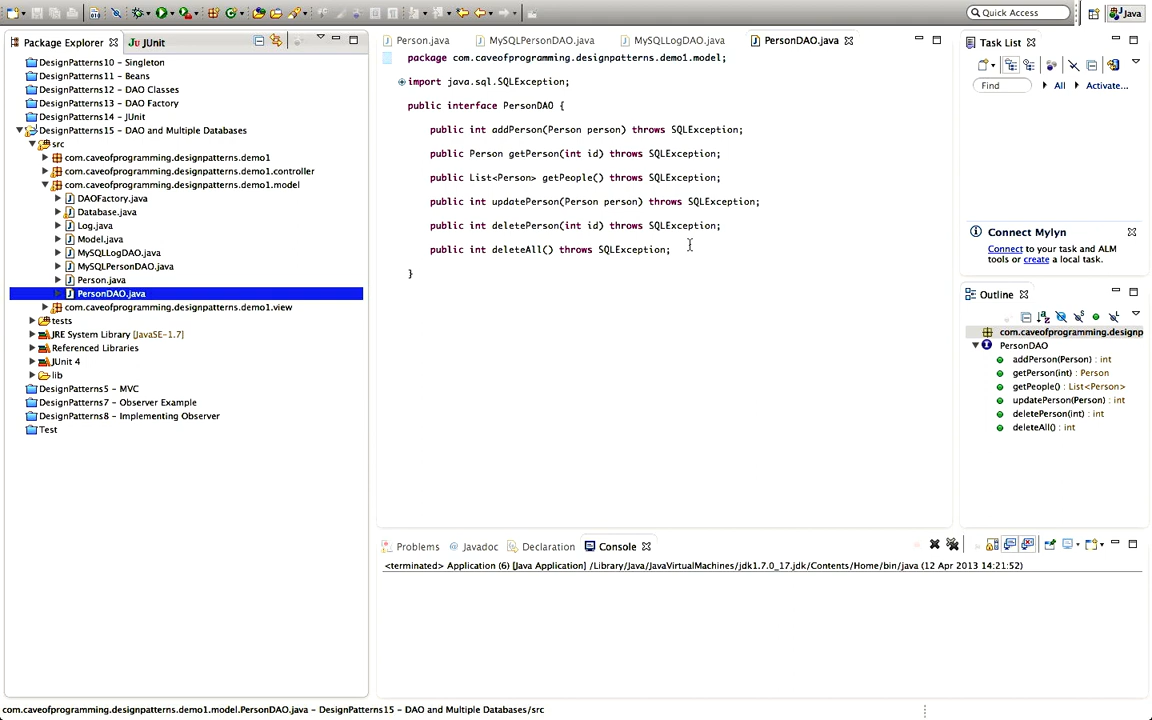 Quick Access
Java
Package Explorer
JUnit
DesignPatterns10 - Singleton
DesignPatterns11 - Beans
DesignPatterns12 - DAO Classes
DesignPatterns13 - DAO Factory
DesignPatterns14 - JUnit
DesignPatterns15 - DAO and Multiple Databases
src
com.caveofprogramming.designpatterns.demo1
com.caveofprogramming.designpatterns.demo1.controller
com.caveofprogramming.designpatterns.demo1.model
DAOFactory.java
Database.java
Log.java
Model.java
MySQLLogDAO.java
MySQLPersonDAO.java
Person.java
PersonDAO.java
com.caveofprogramming.designpatterns.demo1.view
tests
JRE System Library [JavaSE-1.7]
Referenced Libraries
JUnit 4
lib
DesignPatterns5 - MVC
DesignPatterns7 - Observer Example
DesignPatterns8 - Implementing Observer
Test
Person.java
MySQLPersonDAO.java
MySQLLogDAO.java
PersonDAO.java
package com.caveofprogramming.designpatterns.demo1.model;
import java.sql.SQLException;
public interface PersonDAO {
public int addPerson(Person person) throws SQLException;
public Person getPerson(int id) throws SQLException;
public List<Person> getPeople() throws SQLException;
public int updatePerson(Person person) throws SQLException;
public int deletePerson(int id) throws SQLException;
public int deleteAll() throws SQLException;
}
Task List
Find
All
Activate...
Connect Mylyn
Connect to your task and ALM
tools or create a local task.
Outline
com.caveofprogramming.designp
PersonDAO
addPerson(Person) : int
getPerson(int) : Person
getPeople() : List<Person>
updatePerson(Person) : int
deletePerson(int) : int
deleteAll() : int
Problems
Javadoc
Declaration
Console
<terminated> Application (6) [Java Application] /Library/Java/JavaVirtualMachines/jdk1.7.0_17.jdk/Contents/Home/bin/java (12 Apr 2013 14:21:52)
com.caveofprogramming.designpatterns.demo1.model.PersonDAO.java - DesignPatterns15 - DAO and Multiple Databases/src